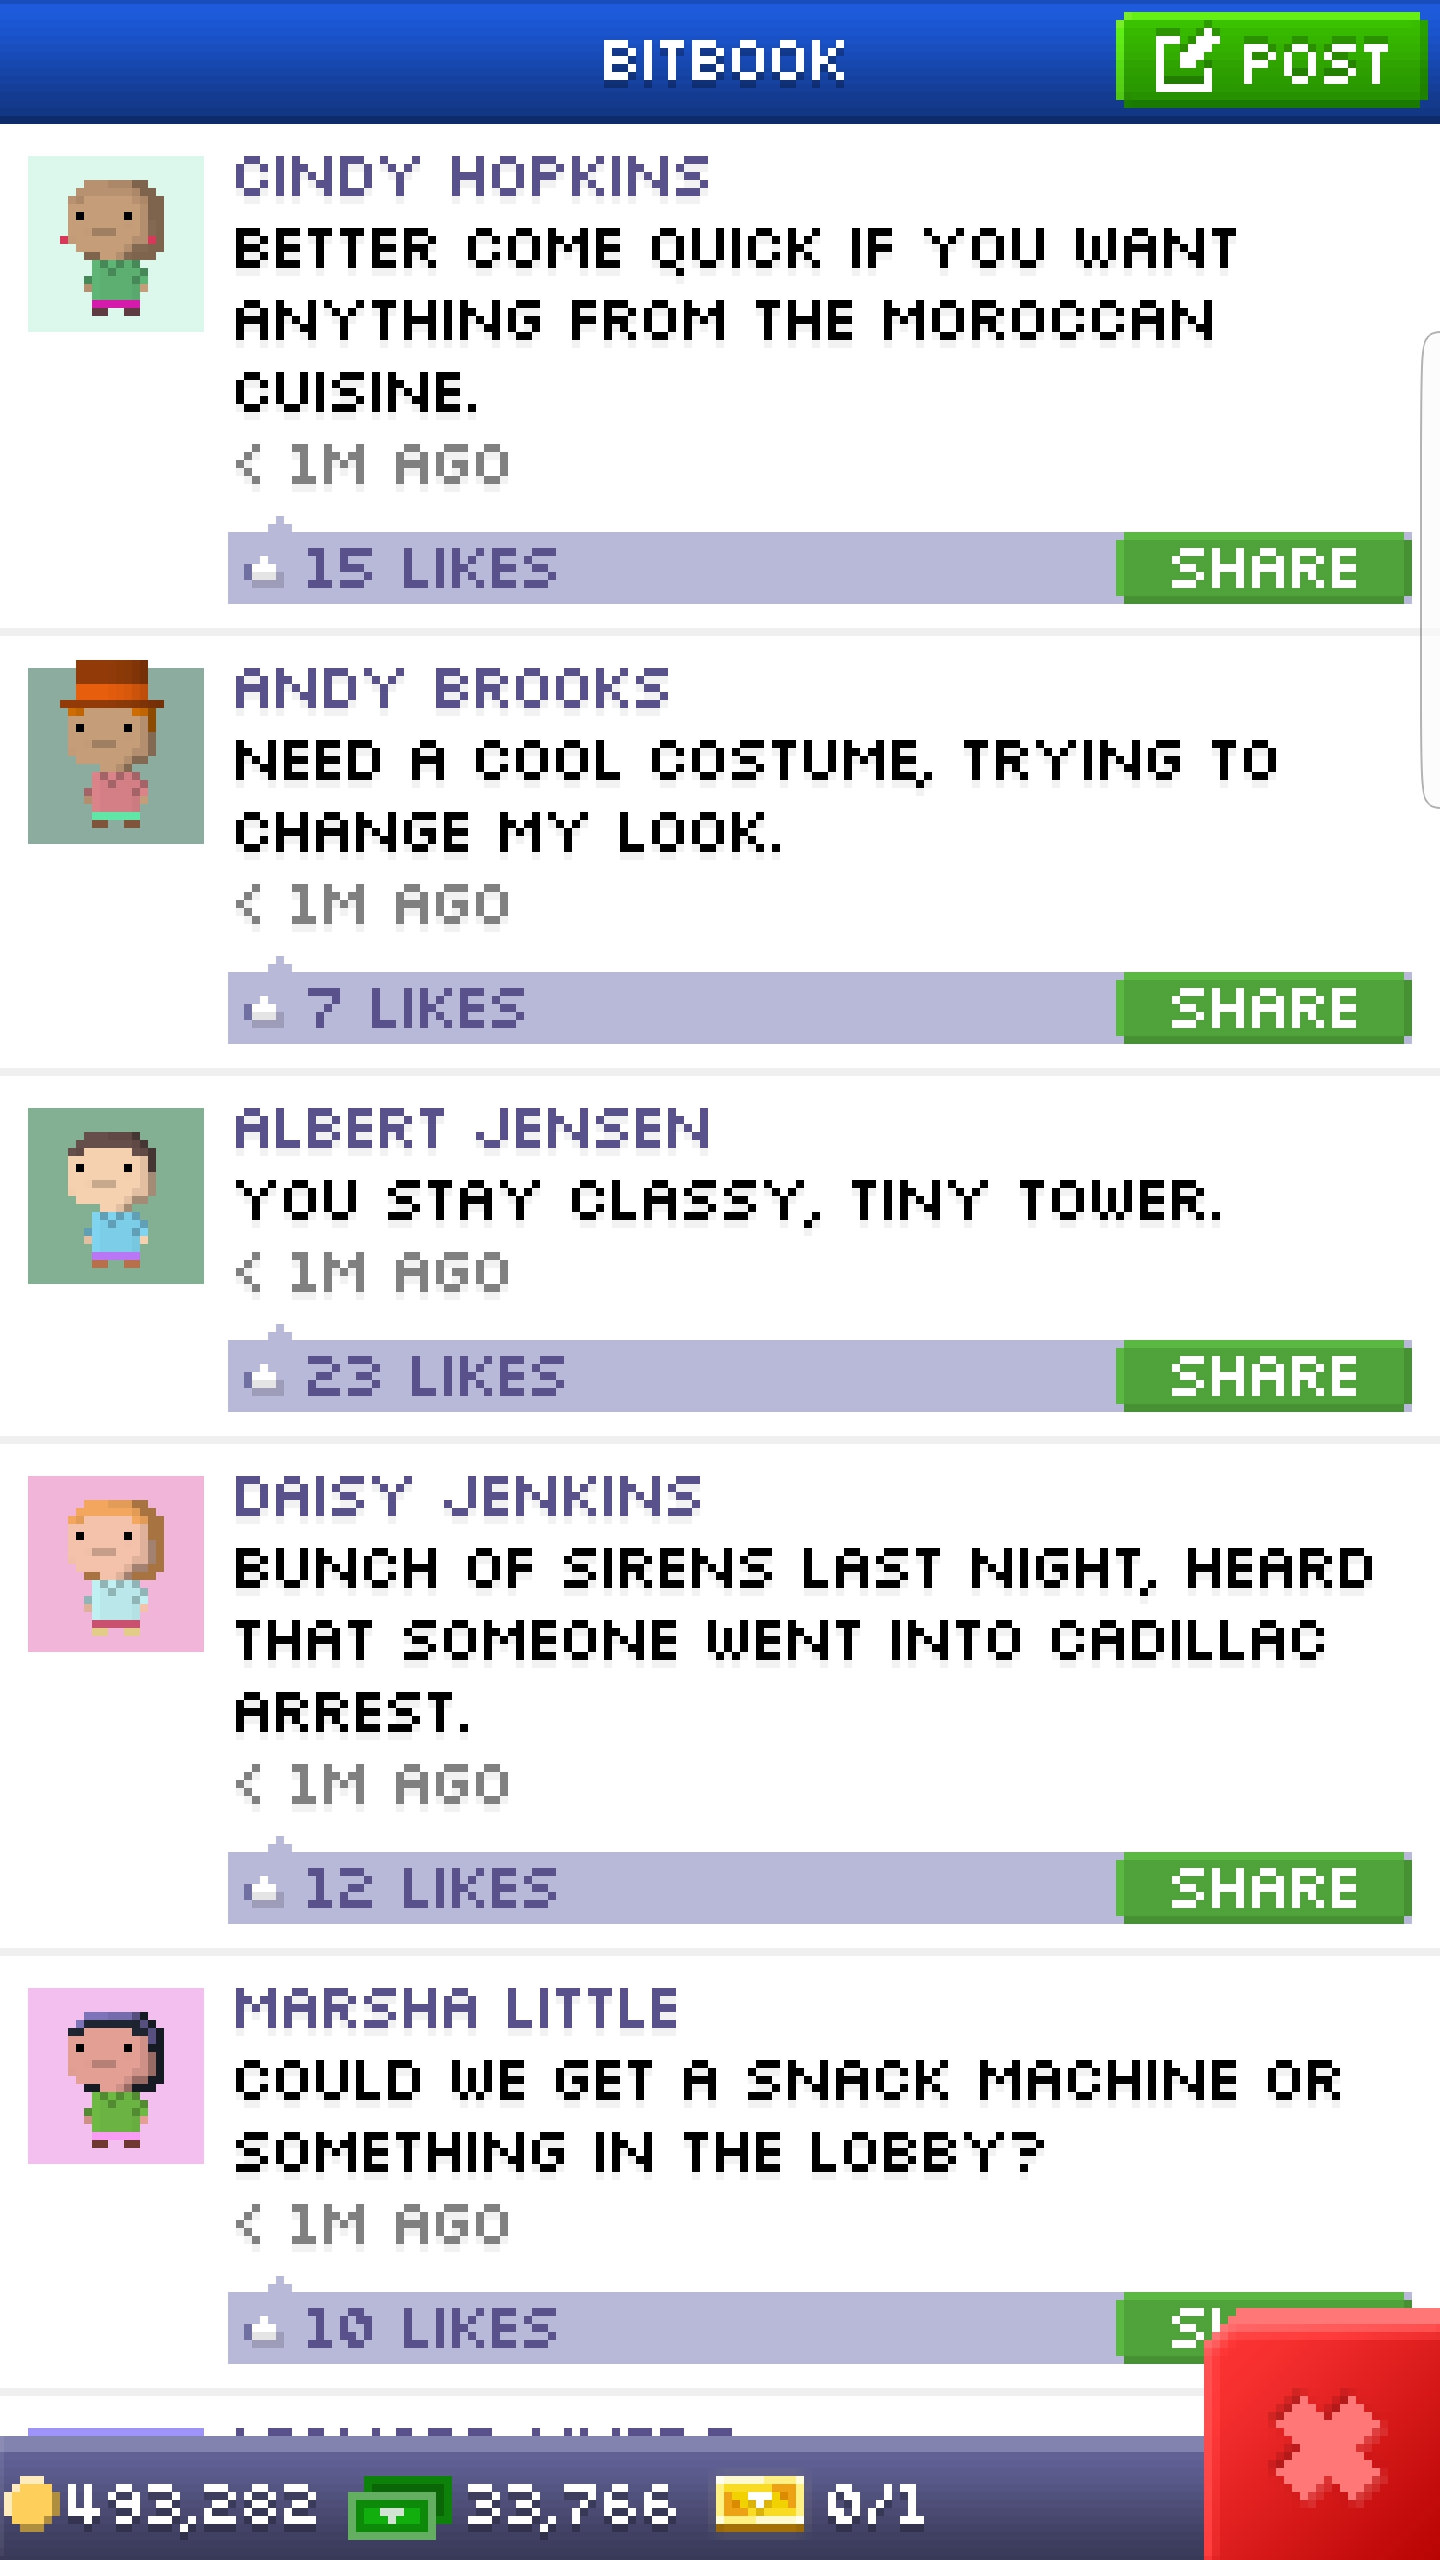 BITBOOK
POST
CINDY HOPKINS
BETTER COME QUICK IF YOU WANT
ANYTHING FROM THE MOROCCAN
CUISINE.
< 1M AGO
15 LIKES
SHARE
ANDY BROOKS
NEED A COOL COSTUME, TRYING TO
CHANGE MY LOOK.
< 1M AGO
7 LIKES
SHARE
ALBERT JENSEN
YOU STAY CLASSY, TINY TOWER.
< 1M AGO
23 LIKES
SHARE
DAISY JENKINS
BUNCH OF SIRENS LAST NIGHT, HEARD
THAT SOMEONE WENT INTO CADILLAC
ARREST.
< 1M AGO
12 LIKES
SHARE
MARSHA LITTLE
COULD WE GET A SNACK MACHINE OR
SOMETHING IN THE LOBBY?
< 1M AGO
10 LIKES
493,282
33,766
0/1